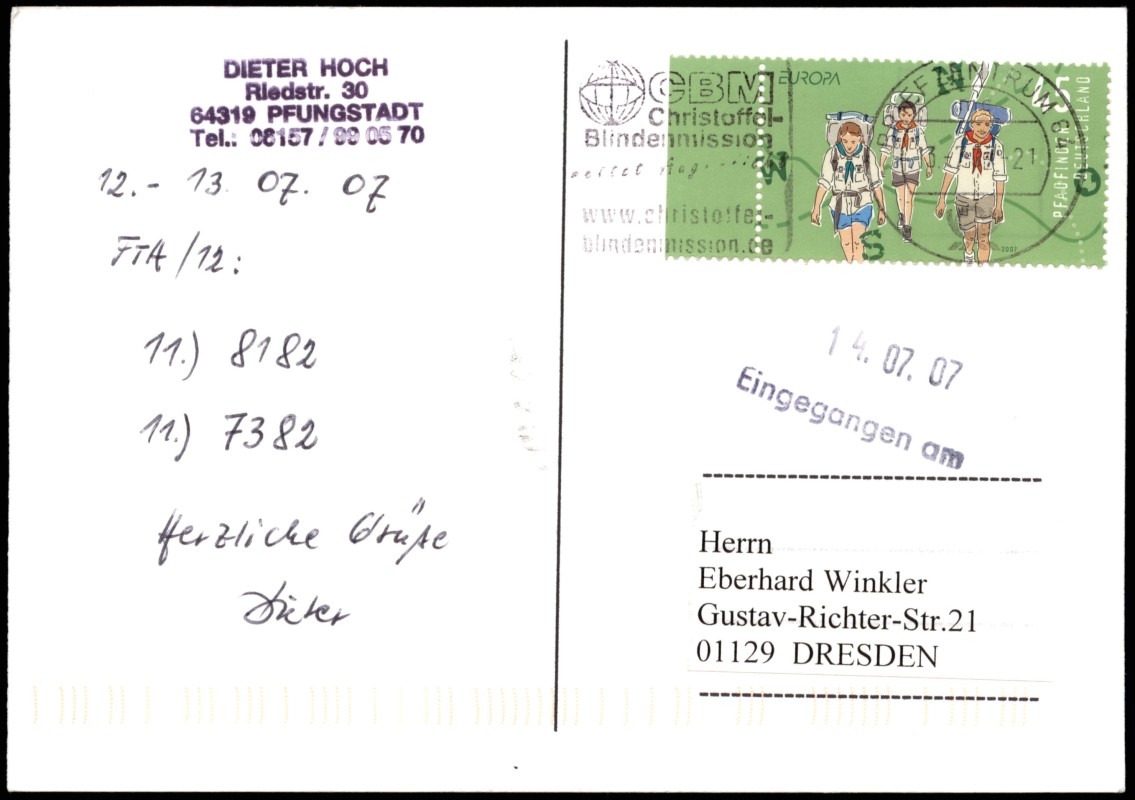 DIETER HOCH
Riedstr. 30
64319 PFUNGSTADT
Tel.: 06157 / 99 05 70
12. - 13. 07. 07
FTA/12:
11.) 8182
11.) 7382
Herzliche Grüße
Dieter
CBM
Christoffel-
Blindenmission
www.christoffel-
blindenmission.de
EUROPA
N
W
S
O
PFADFINDER
DEUTSCHLAND
2007
BRIEFZENTRUM
14. 07. 07
Eingegangen am
Herrn
Eberhard Winkler
Gustav-Richter-Str.21
01129 DRESDEN